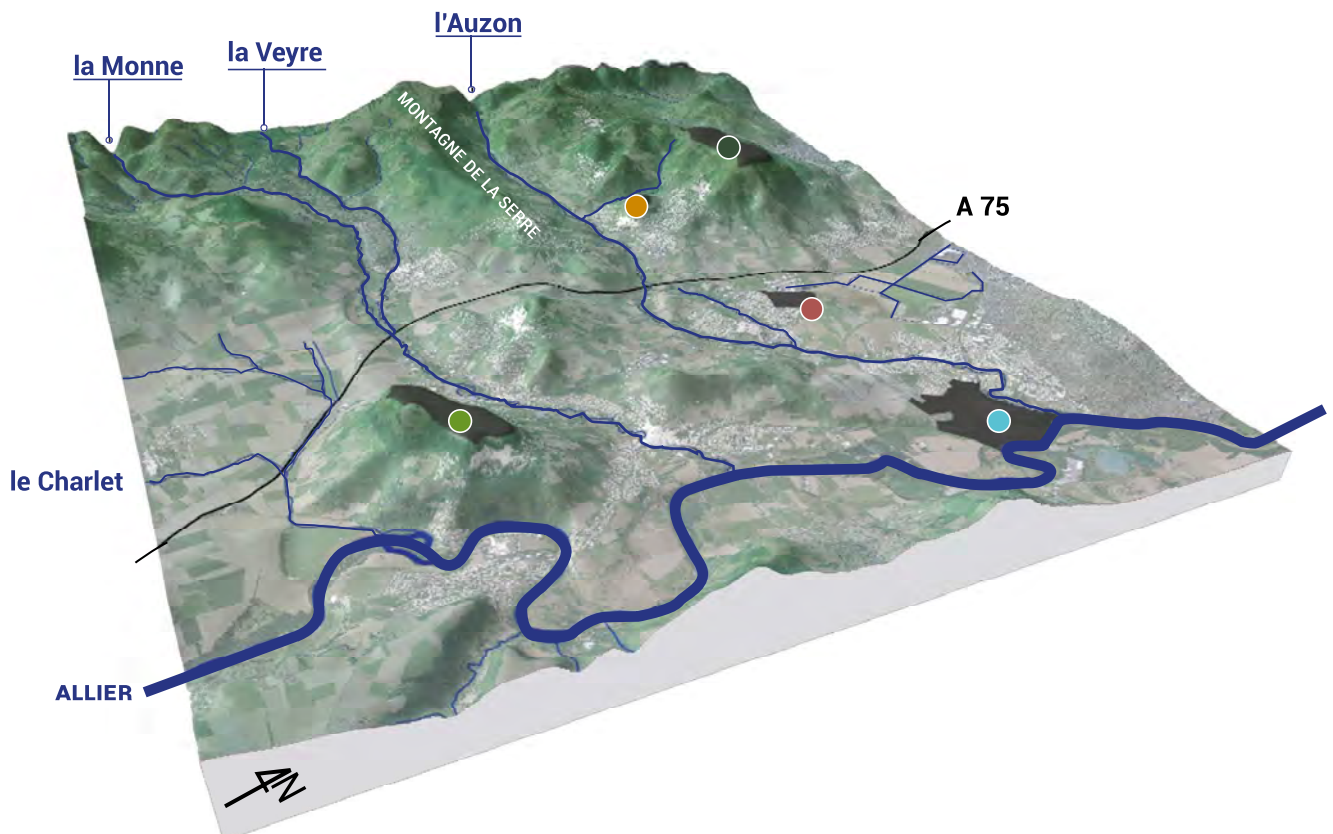 l'Auzon
la Veyre
la Monne
MONTAGNE DE LA SERRE
A 75
le Charlet
ALLIER
N